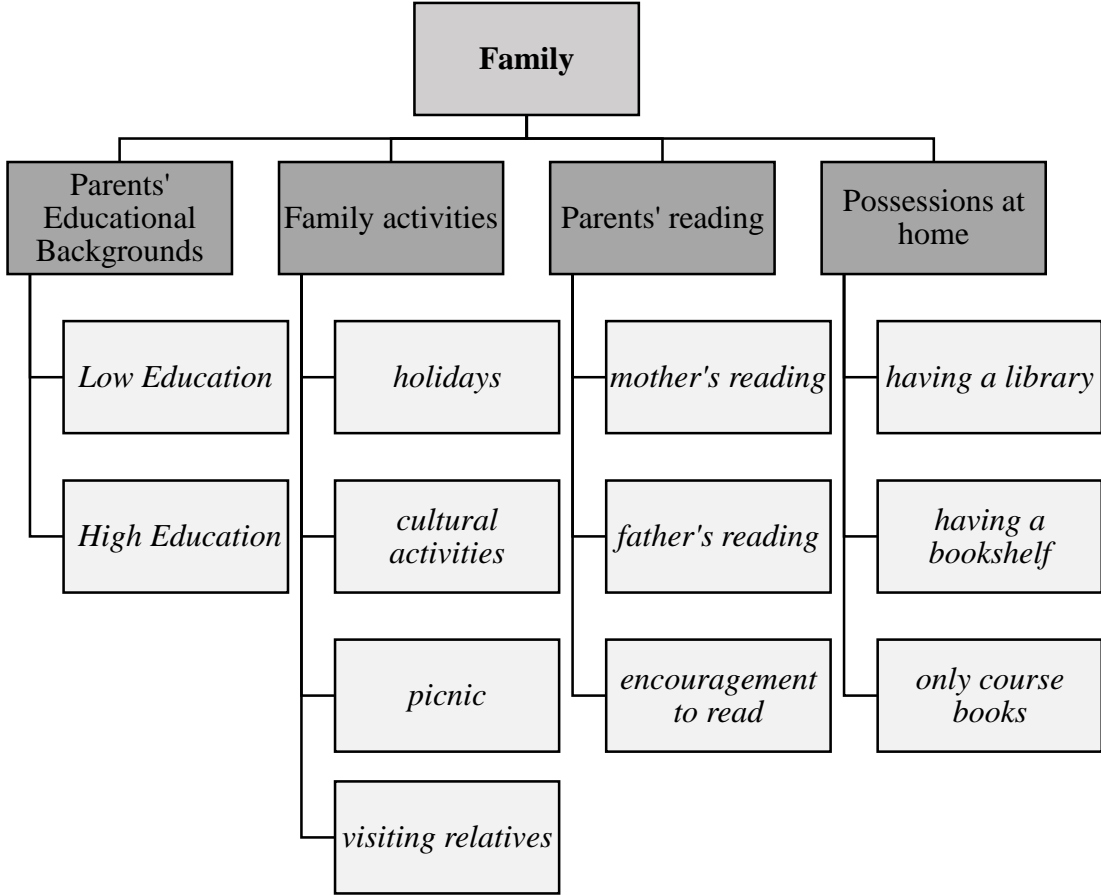 Family
Parents'
Educational
Backgrounds
Low Education
High Education
Family activities
holidays
cultural
activities
picnic
visiting relatives
Parents' reading
mother's reading
father's reading
encouragement
to read
Possessions at
home
having a library
having a
bookshelf
only course
books